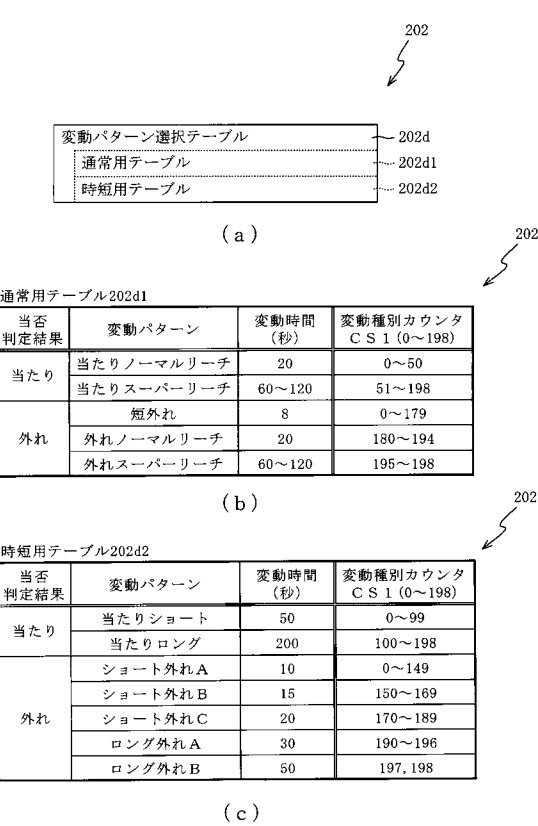 202
変動パターン選択テーブル 202d
通常用テーブル 202d1
時短用テーブル 202d2
(a)
202
通常用テーブル202d1
当否判定結果 変動パターン 変動時間(秒) 変動種別カウンタCS1(0~198)
当たり 当たりノーマルリーチ 20 0~50
当たりスーパーリーチ 60~120 51~198
外れ 短外れ 8 0~179
外れノーマルリーチ 20 180~194
外れスーパーリーチ 60~120 195~198
(b)
202
時短用テーブル202d2
当否判定結果 変動パターン 変動時間(秒) 変動種別カウンタCS1(0~198)
当たり 当たりショート 50 0~99
当たりロング 200 100~198
外れ ショート外れA 10 0~149
ショート外れB 15 150~169
ショート外れC 20 170~189
ロング外れA 30 190~196
ロング外れB 50 197,198
(c)